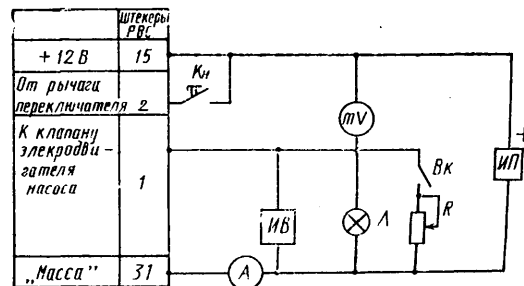 Штекеры
РВС
+ 12 В 15
От рычага
переключателя 2
К клапану
элекродви-
гателя
насоса
1
„Масса” 31
Кн
mV
Вк
R
ИВ
Л
А
+
ИП